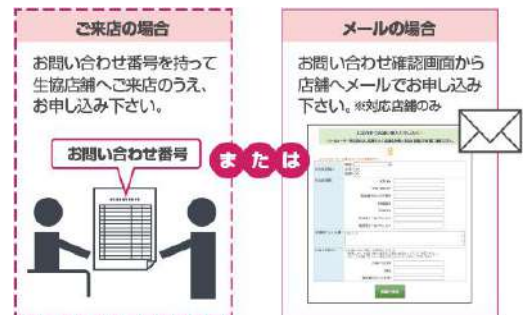 ご来店の場合
お問い合わせ番号を持って
生協店舗へご来店のうえ、
お申し込み下さい。
お問い合わせ番号
または
メールの場合
お問い合わせ確認画面から
店舗へメールでお申し込み
下さい。※対応店舗のみ